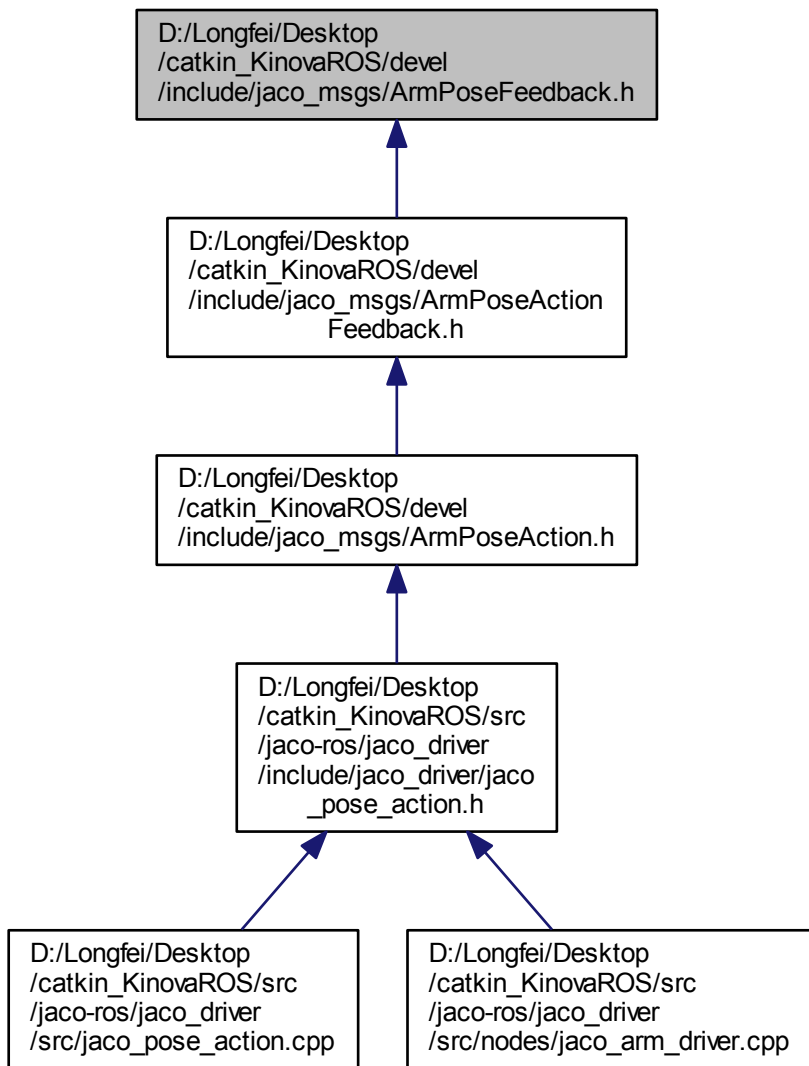 D:/Longfei/Desktop
/catkin_KinovaROS/devel
/include/jaco_msgs/ArmPoseFeedback.h
D:/Longfei/Desktop
/catkin_KinovaROS/devel
/include/jaco_msgs/ArmPoseAction
Feedback.h
D:/Longfei/Desktop
/catkin_KinovaROS/devel
/include/jaco_msgs/ArmPoseAction.h
D:/Longfei/Desktop
/catkin_KinovaROS/src
/jaco-ros/jaco_driver
/include/jaco_driver/jaco
_pose_action.h
D:/Longfei/Desktop
/catkin_KinovaROS/src
/jaco-ros/jaco_driver
/src/jaco_pose_action.cpp
D:/Longfei/Desktop
/catkin_KinovaROS/src
/jaco-ros/jaco_driver
/src/nodes/jaco_arm_driver.cpp